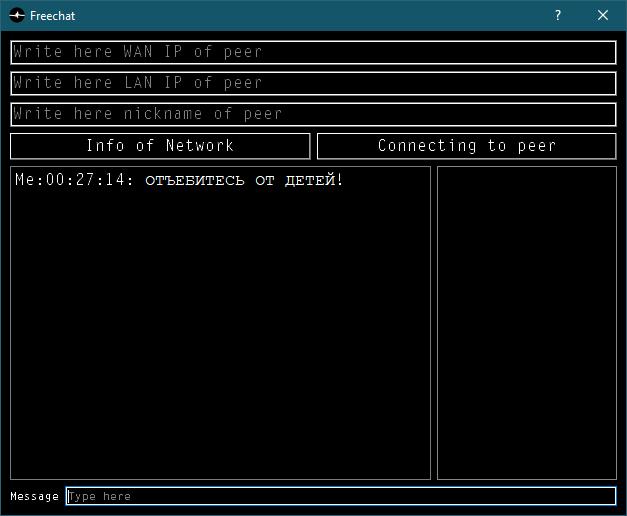 Freechat
Write here WAN IP of peer
Write here LAN IP of peer
Write here nickname of peer
Info of Network
Connecting to peer
Me:00:27:14: ОТЪЕБИТЕСЬ ОТ ДЕТЕЙ!
Message Type here